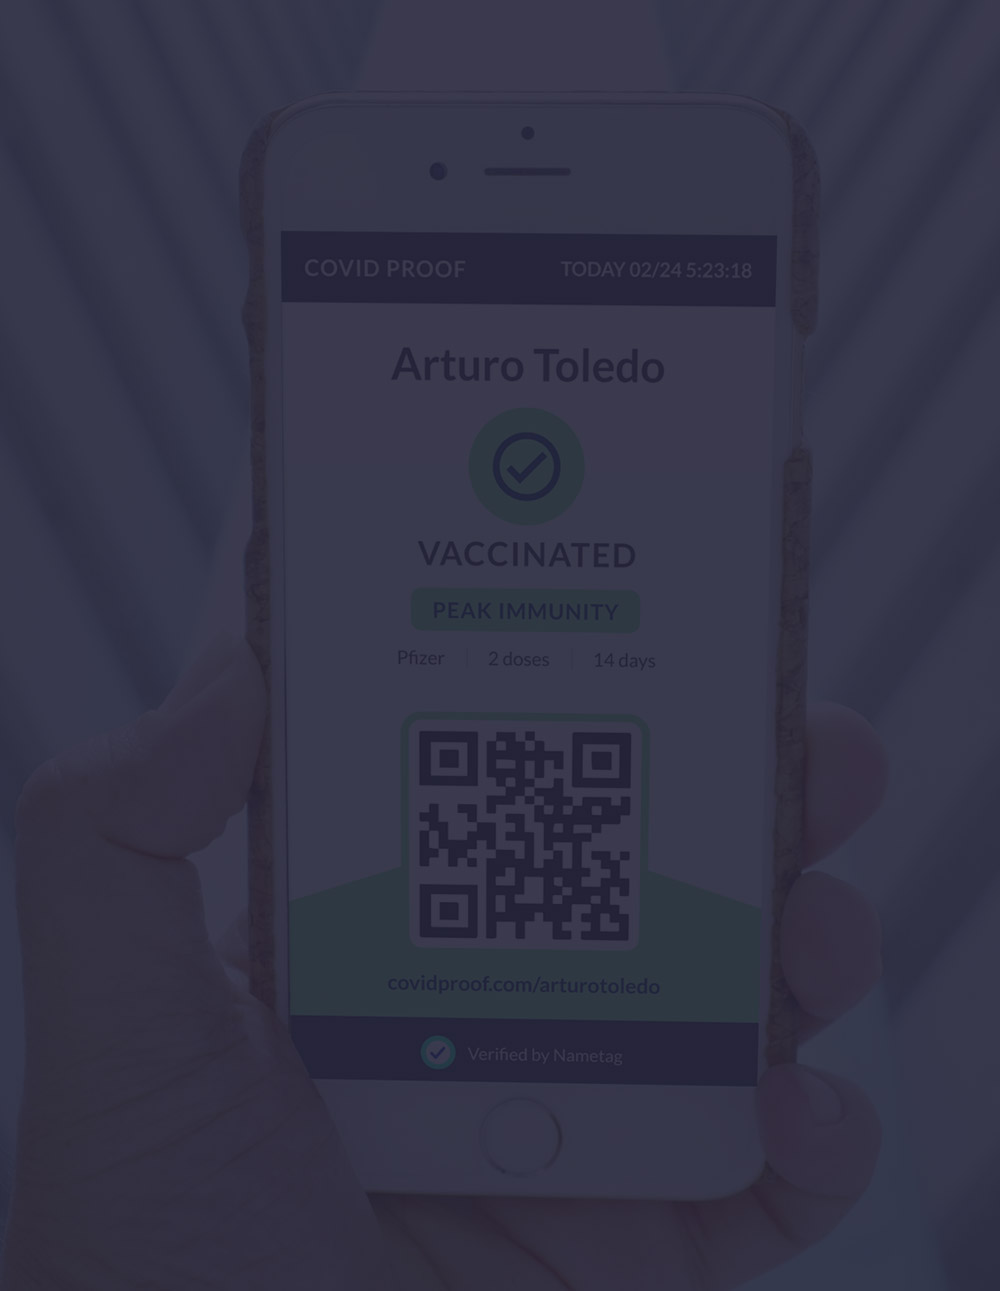 COVID PROOF TODAY 02/24 5:23:18
Arturo Toledo
VACCINATED
PEAK IMMUNITY
Pfizer 2 doses 14 days
covidproof.com/arturotoledo
Verified by Nametag